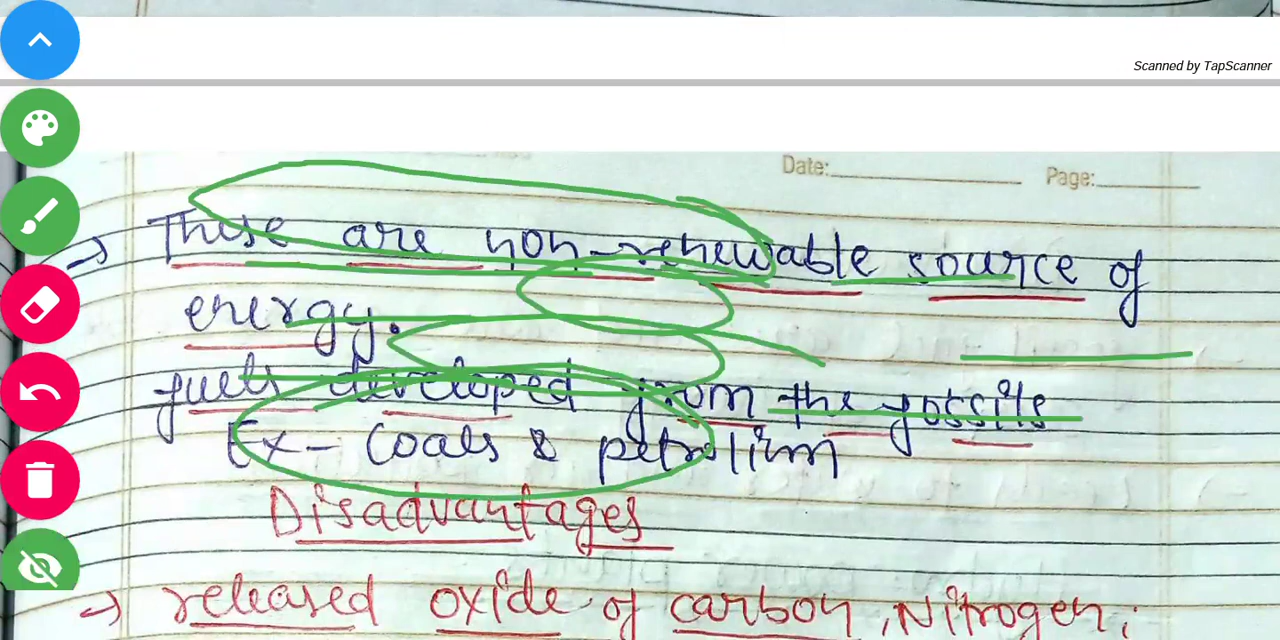 Scanned by TapScanner
Date: Page:
→ These are non-renewable source of
energy.
fuels developed from the fossils
Ex- Coals & petrolium
Disadvantages
→ released oxide of carbon, Nitrogen,